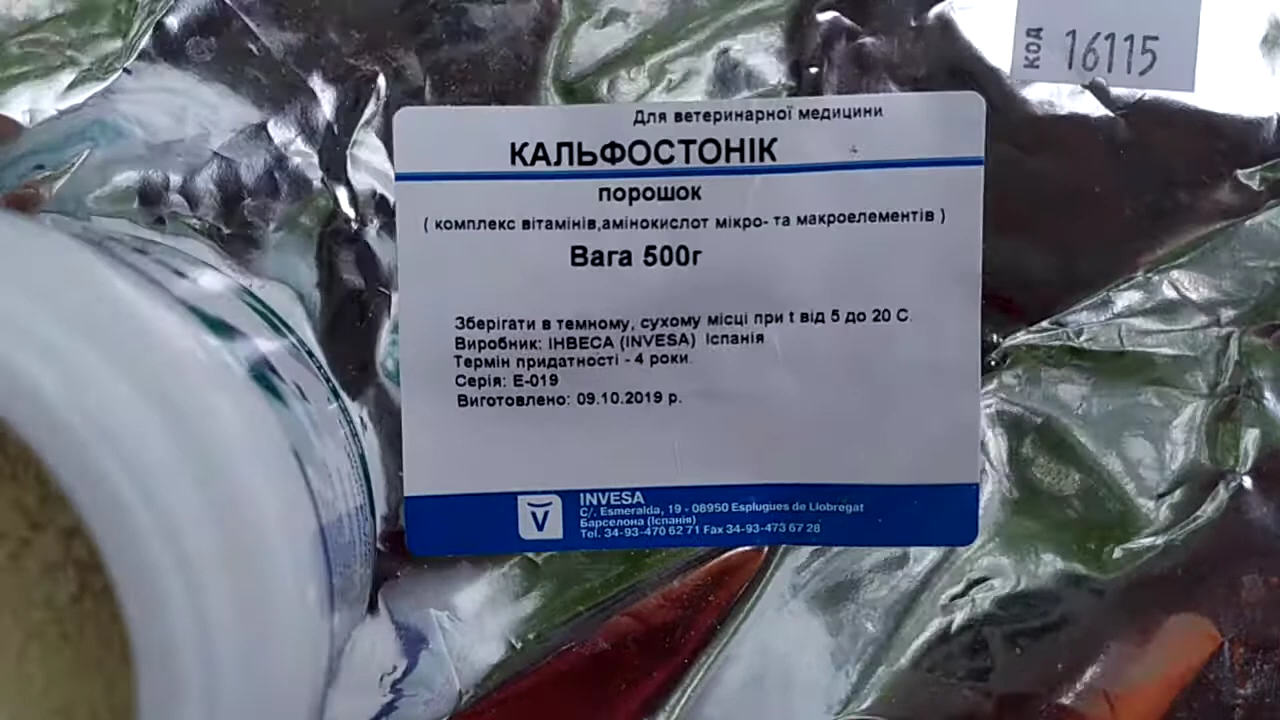 код 16115
Для ветеринарної медицини
КАЛЬФОСТОНІК
порошок
( комплекс вітамінів,амінокислот мікро- та макроелементів )
Вага 500г
Зберігати в темному, сухому місці при t від 5 до 20 С.
Виробник: ІНВЕСА (INVESA) Іспанія
Термін придатності - 4 роки.
Серія: Е-019
Виготовлено: 09.10.2019 р.
V
INVESA
C/. Esmeralda, 19 - 08950 Esplugues de Llobregat
Барселона (Іспанія)
Tel. 34-93-470 62 71 Fax 34-93-473 67 28